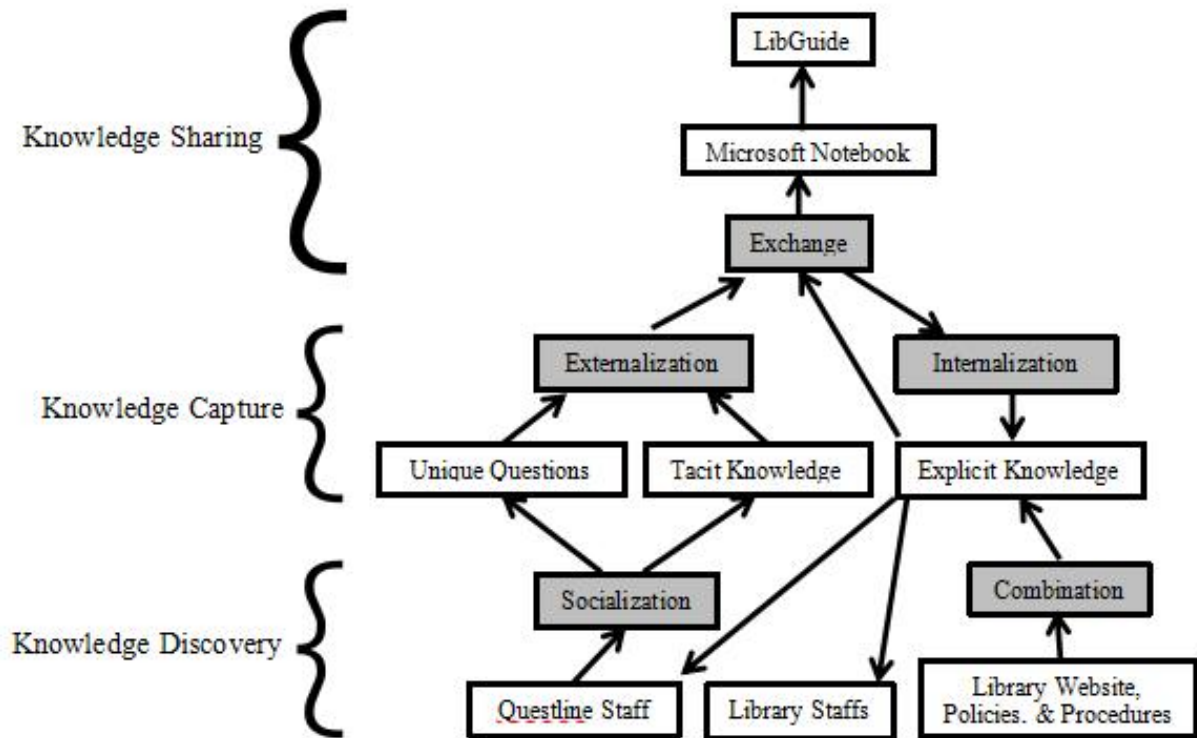 LibGuide
Knowledge Sharing
Microsoft Notebook
Exchange
Externalization
Internalization
Knowledge Capture
Unique Questions
Tacit Knowledge
Explicit Knowledge
Socialization
Combination
Knowledge Discovery
Questline Staff
Library Staffs
Library Website,
Policies. & Procedures